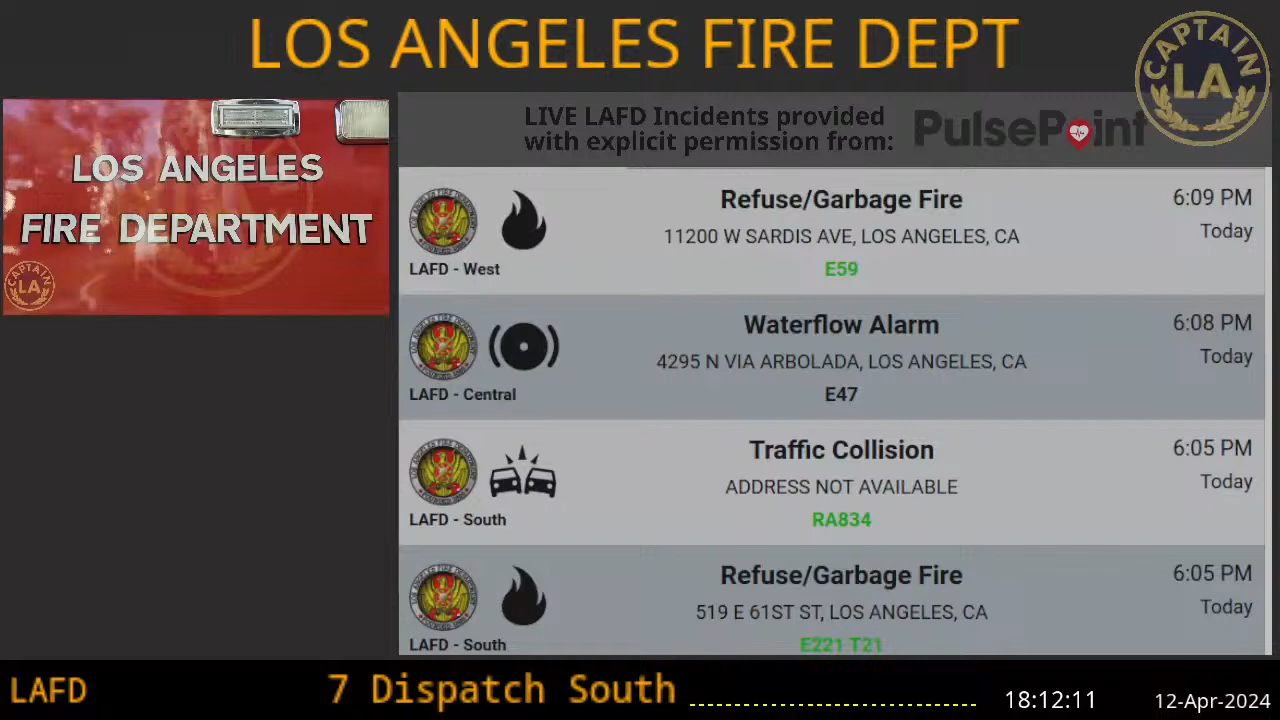 LOS ANGELES FIRE DEPT
CAPTAIN
LA
LOS ANGELES
FIRE DEPARTMENT
CAPTAIN
LA
LIVE LAFD Incidents provided
with explicit permission from:
PulsePoint
Refuse/Garbage Fire
6:09 PM
11200 W SARDIS AVE, LOS ANGELES, CA
Today
LAFD - West
E59
Waterflow Alarm
6:08 PM
4295 N VIA ARBOLADA, LOS ANGELES, CA
Today
LAFD - Central
E47
Traffic Collision
6:05 PM
ADDRESS NOT AVAILABLE
Today
LAFD - South
RA834
Refuse/Garbage Fire
6:05 PM
519 E 61ST ST, LOS ANGELES, CA
Today
LAFD - South
E221 T21
LAFD
7 Dispatch South
18:12:11
12-Apr-2024